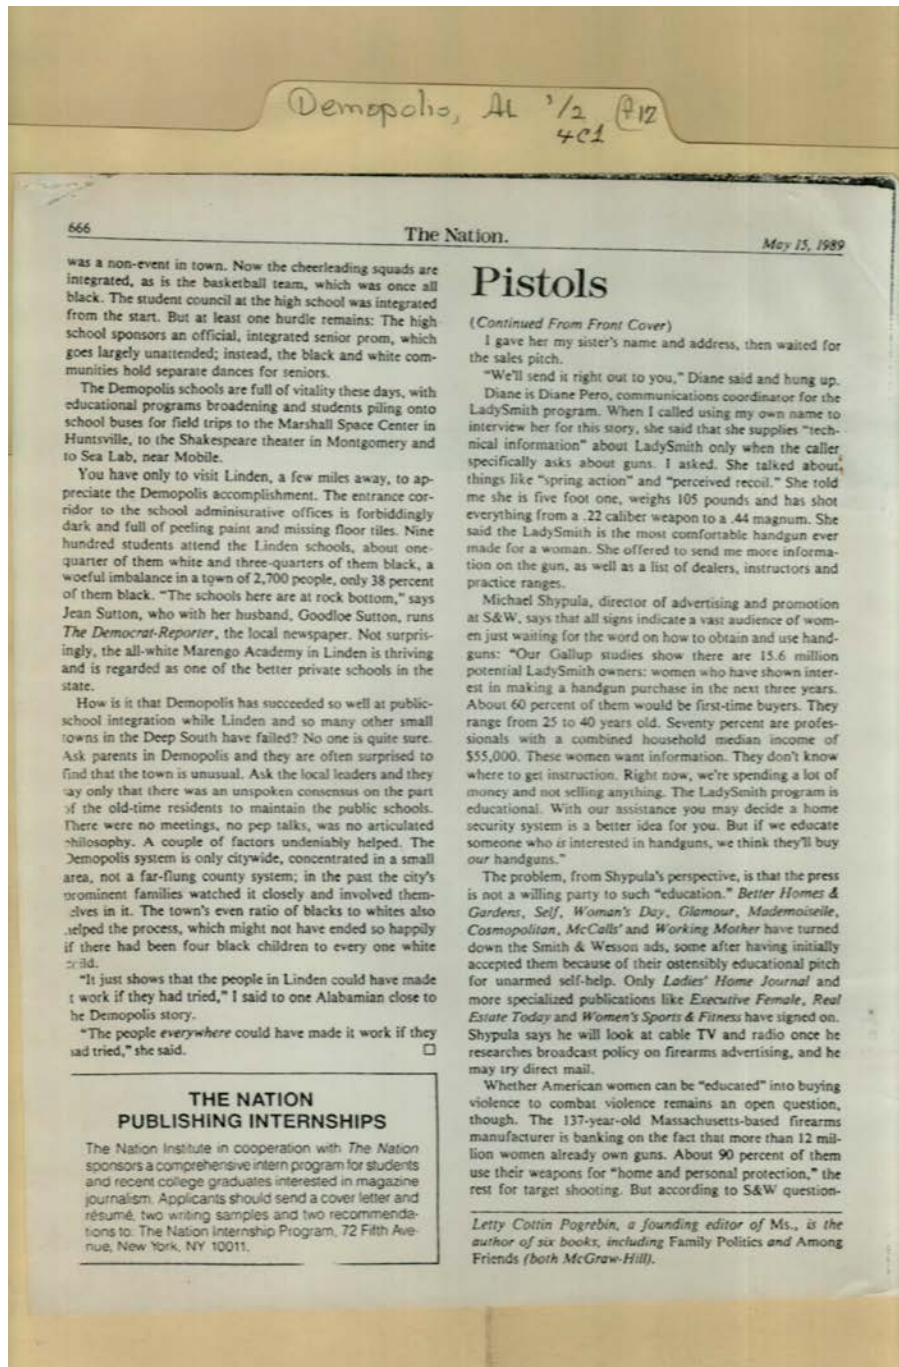 Demopolis, AL 1/2 P12
4C1
666
The Nation.
May 15, 1989
was a non-event in town. Now the cheerleading squads are
integrated, as is the basketball team, which was once all
black. The student council at the high school was integrated
from the start. But at least one hurdle remains: The high
school sponsors an official, integrated senior prom, which
goes largely unattended; instead, the black and white com-
munities hold separate dances for seniors.
The Demopolis schools are full of vitality these days, with
educational programs broadening and students piling onto
school buses for field trips to the Marshall Space Center in
Huntsville, to the Shakespeare theater in Montgomery and
to Sea Lab, near Mobile.
You have only to visit Linden, a few miles away, to ap-
preciate the Demopolis accomplishment. The entrance cor-
ridor to the school administrative offices is forbiddingly
dark and full of peeling paint and missing floor tiles. Nine
hundred students attend the Linden schools, about one-
quarter of them white and three-quarters of them black, a
woeful imbalance in a town of 2,700 people, only 38 percent
of them black. “The schools here are at rock bottom,” says
Jean Sutton, who with her husband, Goodloe Sutton, runs
The Democrat-Reporter, the local newspaper. Not surpris-
ingly, the all-white Marengo Academy in Linden is thriving
and is regarded as one of the better private schools in the
state.
How is it that Demopolis has succeeded so well at public-
school integration while Linden and so many other small
towns in the Deep South have failed? No one is quite sure.
Ask parents in Demopolis and they are often surprised to
find that the town is unusual. Ask the local leaders and they
ay only that there was an unspoken consensus on the part
of the old-time residents to maintain the public schools.
There were no meetings, no pep talks, was no articulated
philosophy. A couple of factors undeniably helped. The
Demopolis system is only citywide, concentrated in a small
area, not a far-flung county system; in the past the city’s
prominent families watched it closely and involved them-
elves in it. The town’s even ratio of blacks to whites also
helped the process, which might not have ended so happily
if there had been four black children to every one white
child.
“It just shows that the people in Linden could have made
t work if they had tried,” I said to one Alabamian close to
he Demopolis story.
“The people everywhere could have made it work if they
had tried,” she said. □
THE NATION
PUBLISHING INTERNSHIPS
The Nation Institute in cooperation with The Nation
sponsors a comprehensive intern program for students
and recent college graduates interested in magazine
journalism. Applicants should send a cover letter and
résumé, two writing samples and two recommenda-
tions to: The Nation Internship Program, 72 Fifth Ave-
nue, New York, NY 10011.
Pistols
(Continued From Front Cover)
I gave her my sister’s name and address, then waited for
the sales pitch.
“We’ll send it right out to you,” Diane said and hung up.
Diane is Diane Pero, communications coordinator for the
LadySmith program. When I called using my own name to
interview her for this story, she said that she supplies “tech-
nical information” about LadySmith only when the caller
specifically asks about guns. I asked. She talked about
things like “spring action” and “perceived recoil.” She told
me she is five foot one, weighs 105 pounds and has shot
everything from a .22 caliber weapon to a .44 magnum. She
said the LadySmith is the most comfortable handgun ever
made for a woman. She offered to send me more informa-
tion on the gun, as well as a list of dealers, instructors and
practice ranges.
Michael Shypula, director of advertising and promotion
at S&W, says that all signs indicate a vast audience of wom-
en just waiting for the word on how to obtain and use hand-
guns: “Our Gallup studies show there are 15.6 million
potential LadySmith owners: women who have shown inter-
est in making a handgun purchase in the next three years.
About 60 percent of them would be first-time buyers. They
range from 25 to 40 years old. Seventy percent are profes-
sionals with a combined household median income of
$55,000. These women want information. They don’t know
where to get instruction. Right now, we’re spending a lot of
money and not selling anything. The LadySmith program is
educational. With our assistance you may decide a home
security system is a better idea for you. But if we educate
someone who is interested in handguns, we think they’ll buy
our handguns.”
The problem, from Shypula’s perspective, is that the press
is not a willing party to such “education.” Better Homes &
Gardens, Self, Woman’s Day, Glamour, Mademoiselle,
Cosmopolitan, McCalls’ and Working Mother have turned
down the Smith & Wesson ads, some after having initially
accepted them because of their ostensibly educational pitch
for unarmed self-help. Only Ladies’ Home Journal and
more specialized publications like Executive Female, Real
Estate Today and Women’s Sports & Fitness have signed on.
Shypula says he will look at cable TV and radio once he
researches broadcast policy on firearms advertising, and he
may try direct mail.
Whether American women can be “educated” into buying
violence to combat violence remains an open question,
though. The 137-year-old Massachusetts-based firearms
manufacturer is banking on the fact that more than 12 mil-
lion women already own guns. About 90 percent of them
use their weapons for “home and personal protection,” the
rest for target shooting. But according to S&W question-
Letty Cottin Pogrebin, a founding editor of Ms., is the
author of six books, including Family Politics and Among
Friends (both McGraw-Hill).